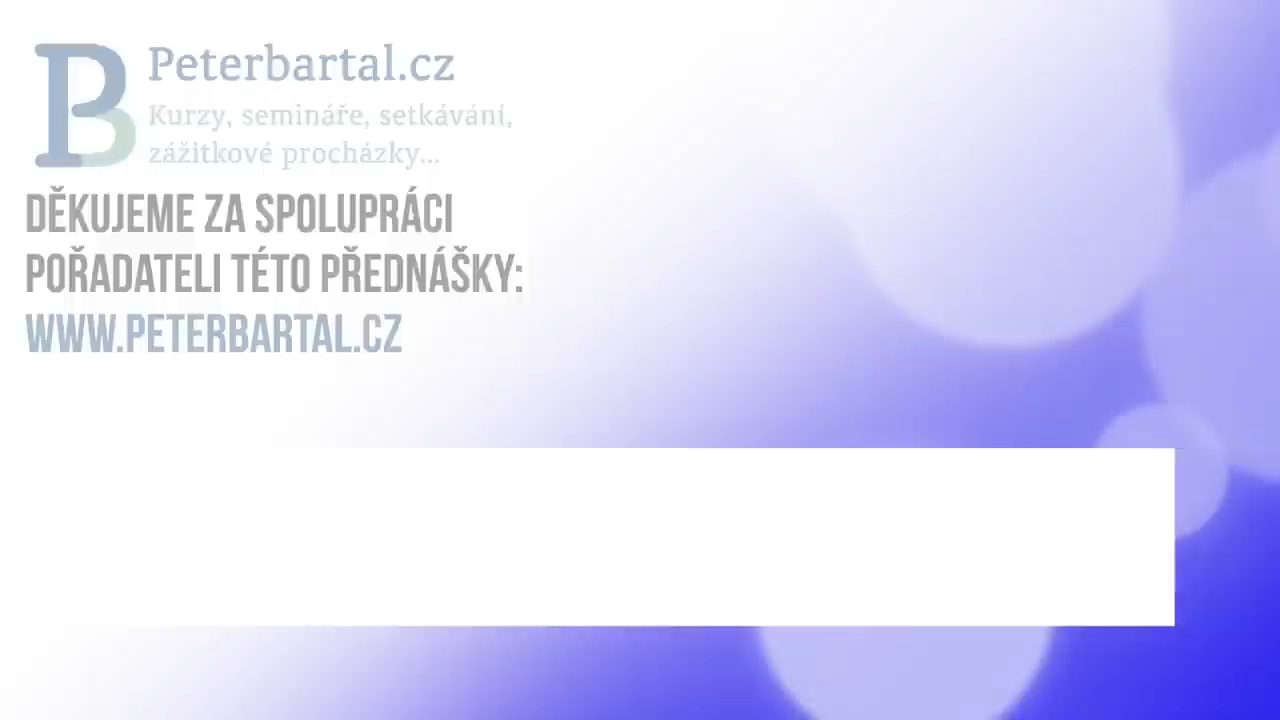 Peterbartal.cz
Kurzy, semináře, setkávání,
zážitkové procházky...
DĚKUJEME ZA SPOLUPRÁCI
POŘADATELI TÉTO PŘEDNÁŠKY:
WWW.PETERBARTAL.CZ